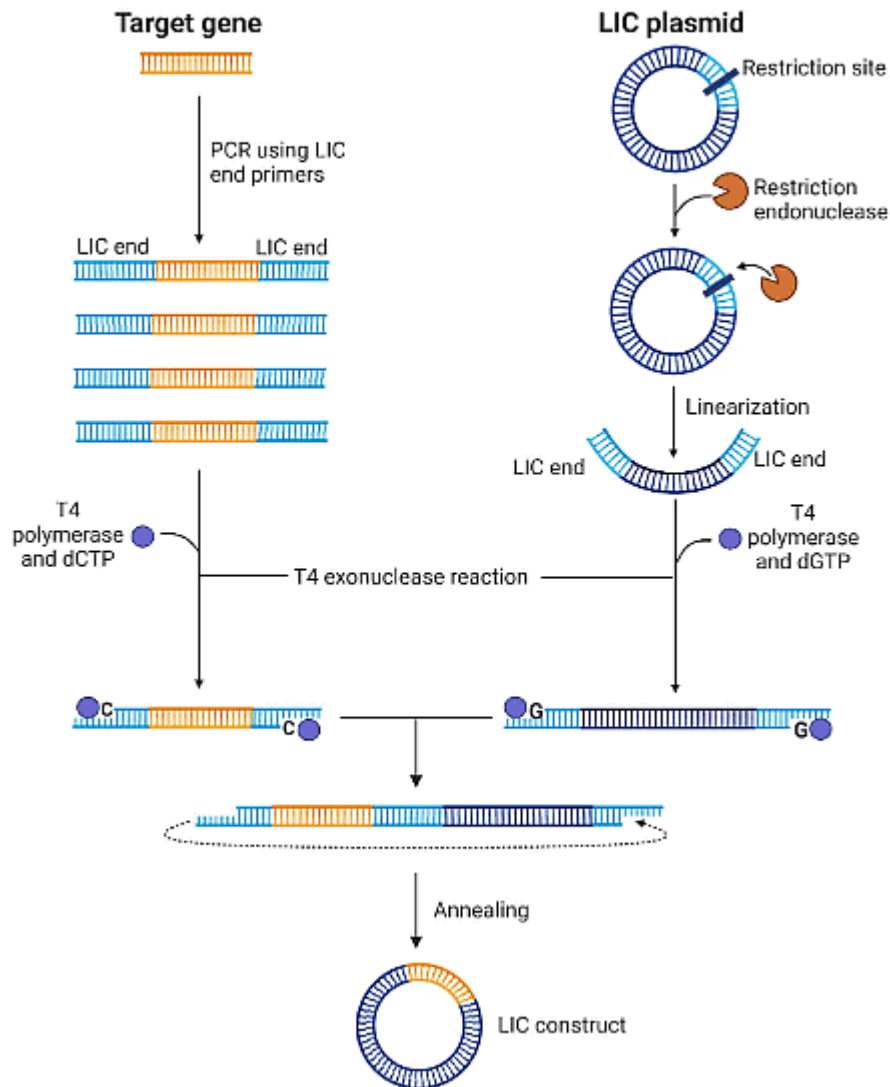 Target gene
LIC plasmid
Restriction site
PCR using LIC
end primers
Restriction
endonuclease
LIC end
LIC end
Linearization
LIC end
LIC end
T4
polymerase
and dCTP
T4
polymerase
and dGTP
T4 exonuclease reaction
C
C
G
G
Annealing
LIC construct